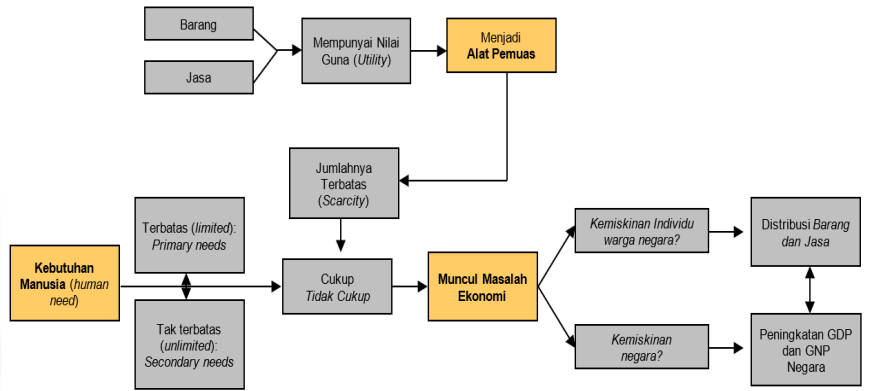 Barang
Jasa
Mempunyai Nilai
Guna (Utility)
Menjadi
Alat Pemuas
Jumlahnya
Terbatas
(Scarcity)
Terbatas (limited):
Primary needs
Kebutuhan
Manusia (human
need)
Tak terbatas
(unlimited):
Secondary needs
Cukup
Tidak Cukup
Muncul Masalah
Ekonomi
Kemiskinan Individu
warga negara?
Distribusi Barang
dan Jasa
Kemiskinan
negara?
Peningkatan GDP
dan GNP
Negara